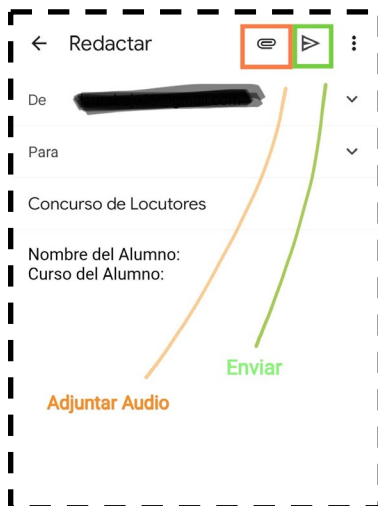 Redactar
De
Para
Concurso de Locutores
Nombre del Alumno:
Curso del Alumno:
Enviar
Adjuntar Audio